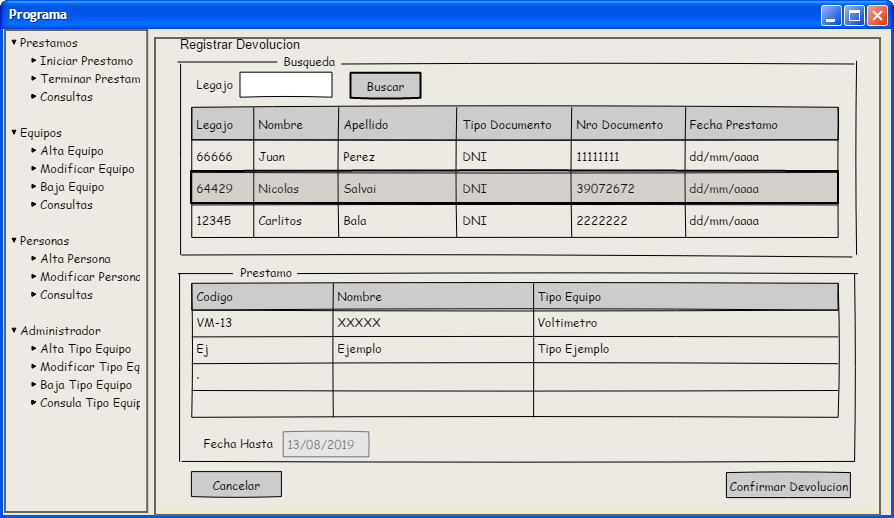 Programa
Prestamos
Iniciar Prestamo
Terminar Prestam
Consultas
Equipos
Alta Equipo
Modificar Equipo
Baja Equipo
Consultas
Personas
Alta Persona
Modificar Persona
Consultas
Administrador
Alta Tipo Equipo
Modificar Tipo Eq
Baja Tipo Equipo
Consula Tipo Equip
Registrar Devolucion
Busqueda
Legajo Buscar
Legajo Nombre Apellido Tipo Documento Nro Documento Fecha Prestamo
66666 Juan Perez DNI 11111111 dd/mm/aaaa
64429 Nicolas Salvai DNI 39072672 dd/mm/aaaa
12345 Carlitos Bala DNI 2222222 dd/mm/aaaa
Prestamo
Codigo Nombre Tipo Equipo
VM-13 XXXXX Voltimetro
Ej Ejemplo Tipo Ejemplo
.
Fecha Hasta 13/08/2019
Cancelar Confirmar Devolucion